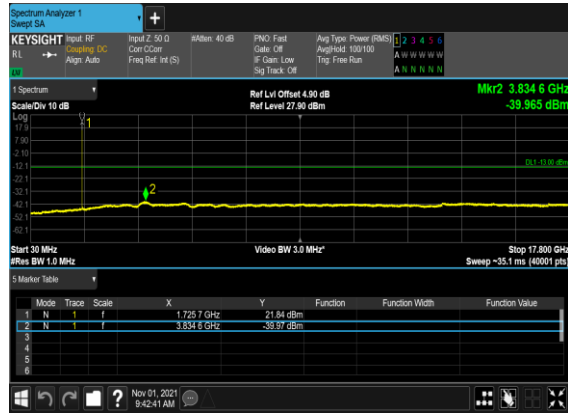 Spectrum Analyzer 1
Swept SA
+
KEYSIGHT Input: RF Input Z: 50 Ω #Atten: 40 dB PNO: Fast Avg Type: Power (RMS) 1 2 3 4 5 6
RL Coupling: DC Corr CCorr Gate: Off Avg|Hold: 100/100 A W W W W W
Align: Auto Freq Ref: Int (S) IF Gain: Low Trig: Free Run
Sig Track: Off A N N N N N
1 Spectrum Ref Lvl Offset 4.90 dB Mkr2 3.834 6 GHz
Scale/Div 10 dB Ref Level 27.90 dBm -39.965 dBm
Log
17.9
7.90
-2.10
-12.1
-22.1
-32.1
-42.1
-52.1
-62.1
1
2
DL1 -13.00 dBm
Start 30 MHz Video BW 3.0 MHz* Stop 17.800 GHz
#Res BW 1.0 MHz Sweep ~35.1 ms (40001 pts)
5 Marker Table
Mode Trace Scale X Y Function Function Width Function Value
1 N 1 f 1.725 7 GHz 21.84 dBm
2 N 1 f 3.834 6 GHz -39.97 dBm
3
4
5
6
? Nov 01, 2021
9:42:41 AM